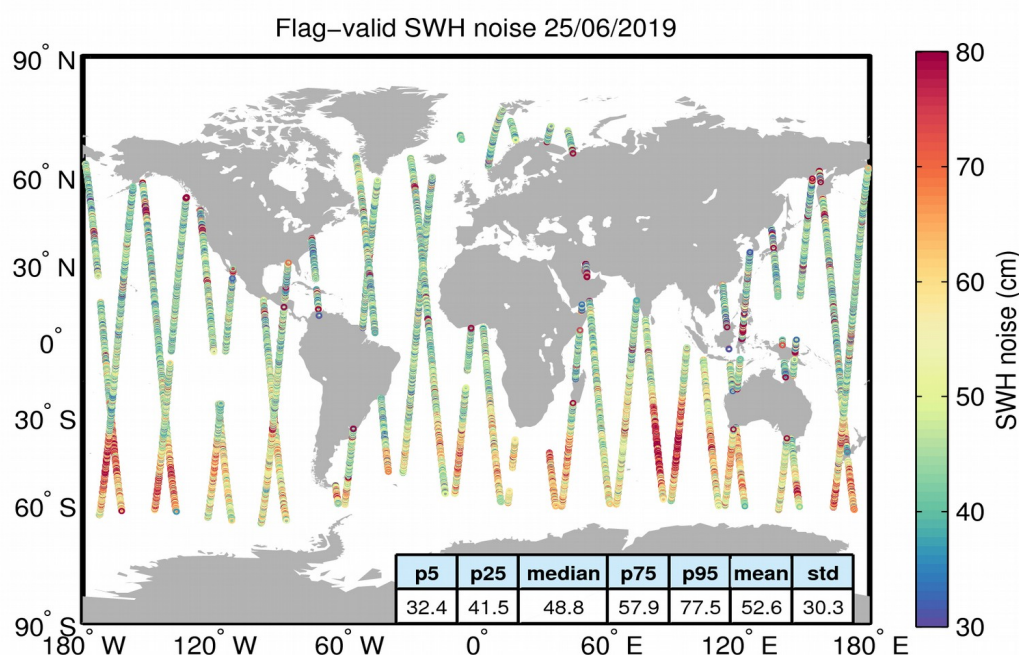 Flag−valid SWH noise 25/06/2019
90° N
60° N
30° N
0°
30° S
60° S
90° S
180° W
120° W
60° W
0°
60° E
120° E
180° E
p5 p25 median p75 p95 mean std
32.4 41.5 48.8 57.9 77.5 52.6 30.3
80
70
60
50
40
30
SWH noise (cm)